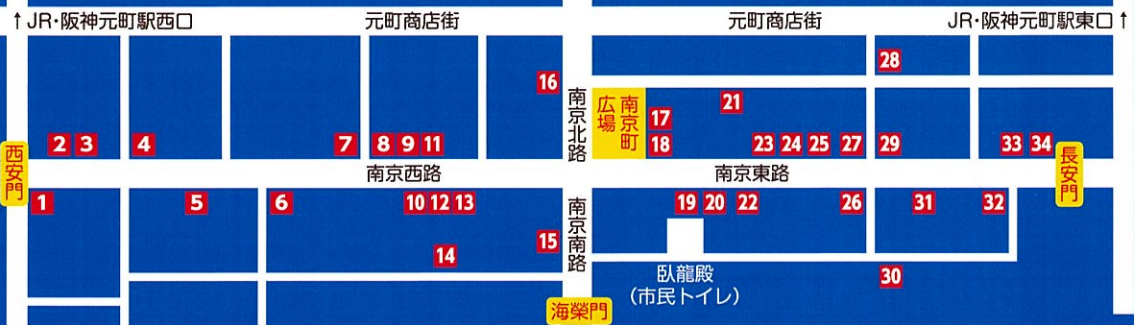 ↑JR・阪神元町駅西口
元町商店街
元町商店街
JR・阪神元町駅東口↑
28
16
南京北路
南京町
広場
17
21
2
3
4
7
8
9
11
18
23
24
25
27
29
33
34
西安門
南京西路
南京東路
長安門
1
5
6
10
12
13
南京南路
19
20
22
26
31
32
14
15
臥龍殿
(市民トイレ)
30
海榮門